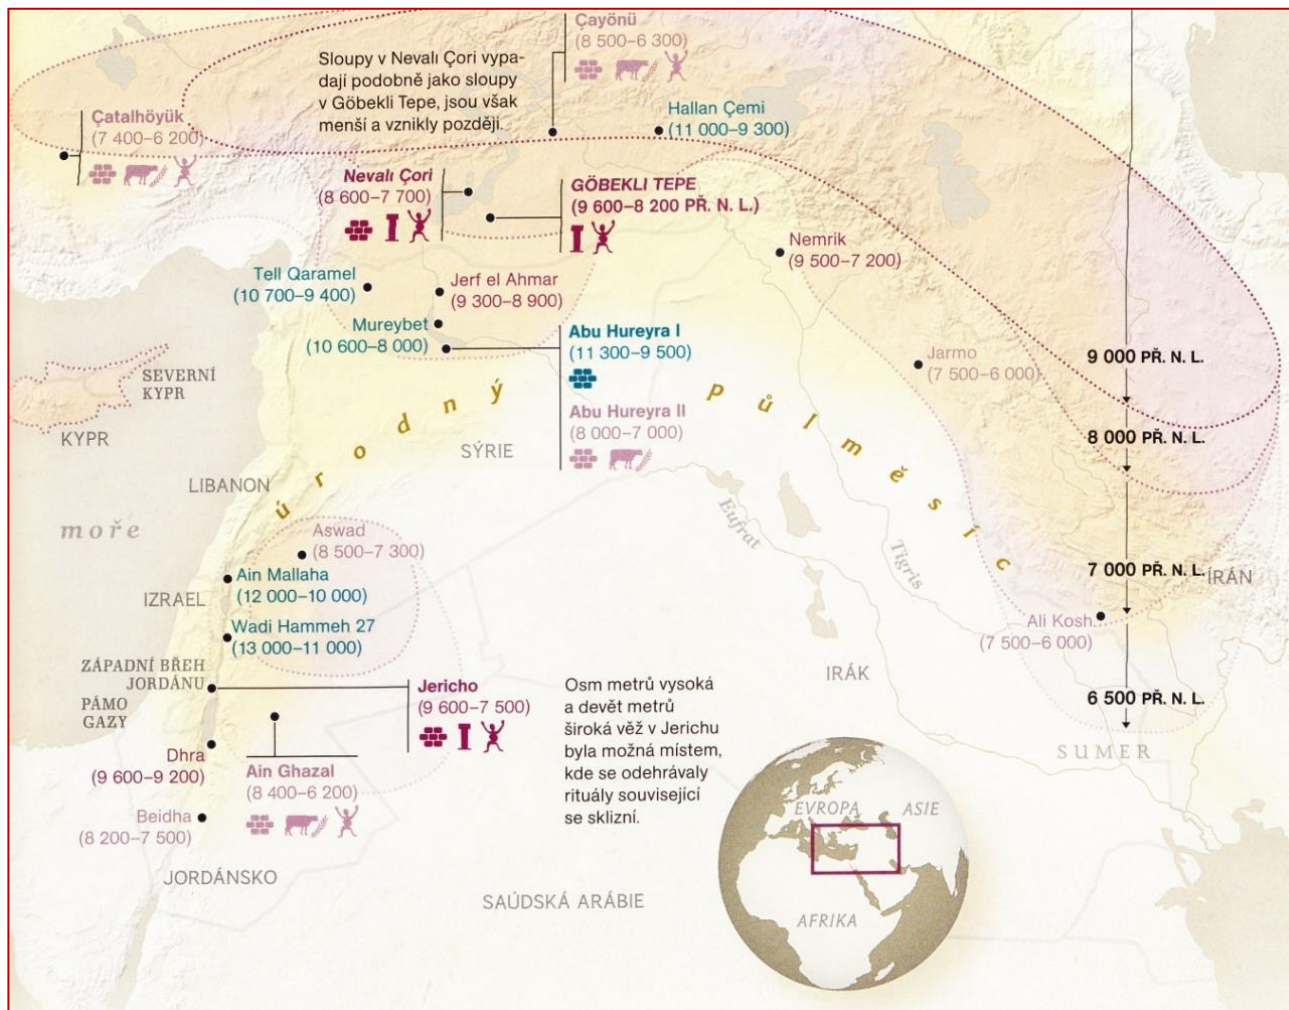 Çayönü
(8 500–6 300)
Sloupy v Nevalı Çori vypa-
dají podobně jako sloupy
v Göbekli Tepe, jsou však
menší a vznikly později.
Hallan Çemi
(11 000–9 300)
Çatalhöyük
(7 400–6 200)
Nevalı Çori
(8 600–7 700)
GÖBEKLI TEPE
(9 600–8 200 PŘ. N. L.)
Nemrik
(9 500–7 200)
Tell Qaramel
(10 700–9 400)
Jerf el Ahmar
(9 300–8 900)
Mureybet
(10 600–8 000)
Abu Hureyra I
(11 300–9 500)
Abu Hureyra II
(8 000–7 000)
Jarmo
(7 500–6 000)
9 000 PŘ. N. L.
SEVERNÍ
KYPR
KYPR
úrodný půlměsíc
8 000 PŘ. N. L.
SÝRIE
LIBANON
moře
Eufrat
Tigris
Aswad
(8 500–7 300)
Ain Mallaha
(12 000–10 000)
IZRAEL
7 000 PŘ. N. L.
ÍRÁN
Wadi Hammeh 27
(13 000–11 000)
Ali Kosh
(7 500–6 000)
ZÁPADNÍ BŘEH
JORDÁNU
PÁMO
GAZY
IRÁK
Jericho
(9 600–7 500)
Osm metrů vysoká
a devět metrů
široká věž v Jerichu
byla možná místem,
kde se odehrávaly
rituály související
se sklizní.
6 500 PŘ. N. L.
SUMER
Dhra
(9 600–9 200)
Ain Ghazal
(8 400–6 200)
Beidha
(8 200–7 500)
JORDÁNSKO
SAÚDSKÁ ARÁBIE
EVROPA
ASIE
AFRIKA